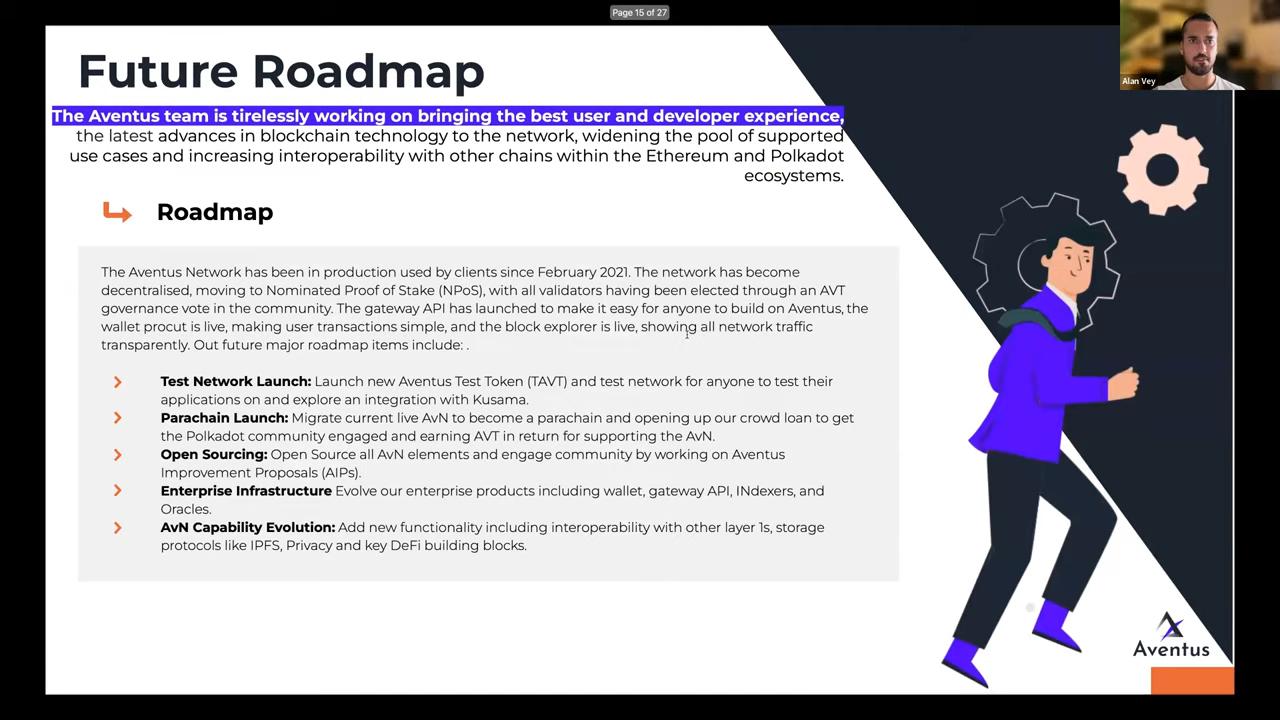 Page 15 of 27
Alan Vey
Future Roadmap
The Aventus team is tirelessly working on bringing the best user and developer experience,
the latest advances in blockchain technology to the network, widening the pool of supported
use cases and increasing interoperability with other chains within the Ethereum and Polkadot
ecosystems.
Roadmap
The Aventus Network has been in production used by clients since February 2021. The network has become
decentralised, moving to Nominated Proof of Stake (NPoS), with all validators having been elected through an AVT
governance vote in the community. The gateway API has launched to make it easy for anyone to build on Aventus, the
wallet procut is live, making user transactions simple, and the block explorer is live, showing all network traffic
transparently. Out future major roadmap items include: .
Test Network Launch: Launch new Aventus Test Token (TAVT) and test network for anyone to test their
applications on and explore an integration with Kusama.
Parachain Launch: Migrate current live AvN to become a parachain and opening up our crowd loan to get
the Polkadot community engaged and earning AVT in return for supporting the AvN.
Open Sourcing: Open Source all AvN elements and engage community by working on Aventus
Improvement Proposals (AIPs).
Enterprise Infrastructure Evolve our enterprise products including wallet, gateway API, INdexers, and
Oracles.
AvN Capability Evolution: Add new functionality including interoperability with other layer 1s, storage
protocols like IPFS, Privacy and key DeFi building blocks.
Aventus